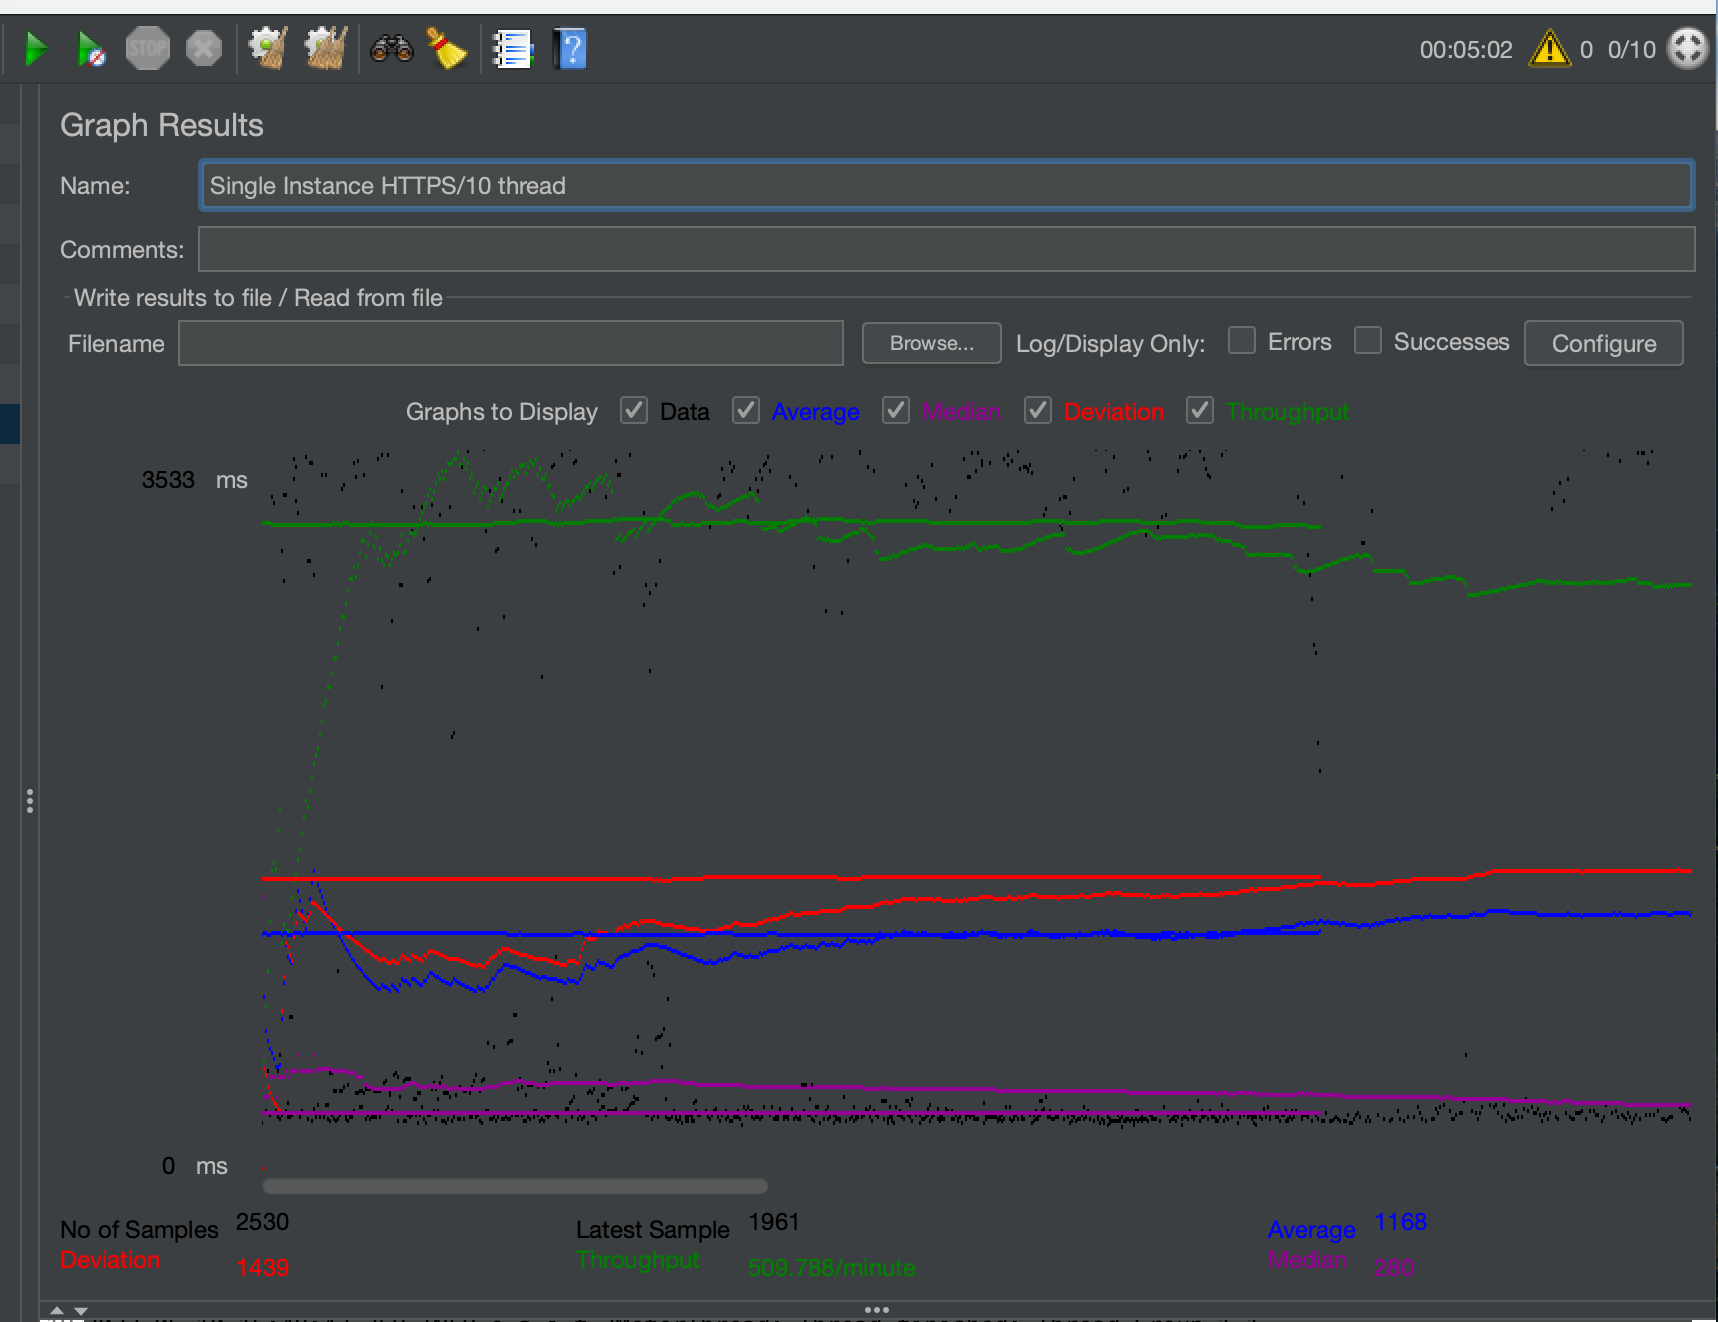 STOP
00:05:02 0 0/10
Graph Results
Name: Single Instance HTTPS/10 thread
Comments:
Write results to file / Read from file
Filename Browse... Log/Display Only: Errors Successes Configure
Graphs to Display Data Average Median Deviation Throughput
3533 ms
0 ms
No of Samples 2530 Latest Sample 1961 Average 1168
Deviation 1439 Throughput 509.788/minute Median 280